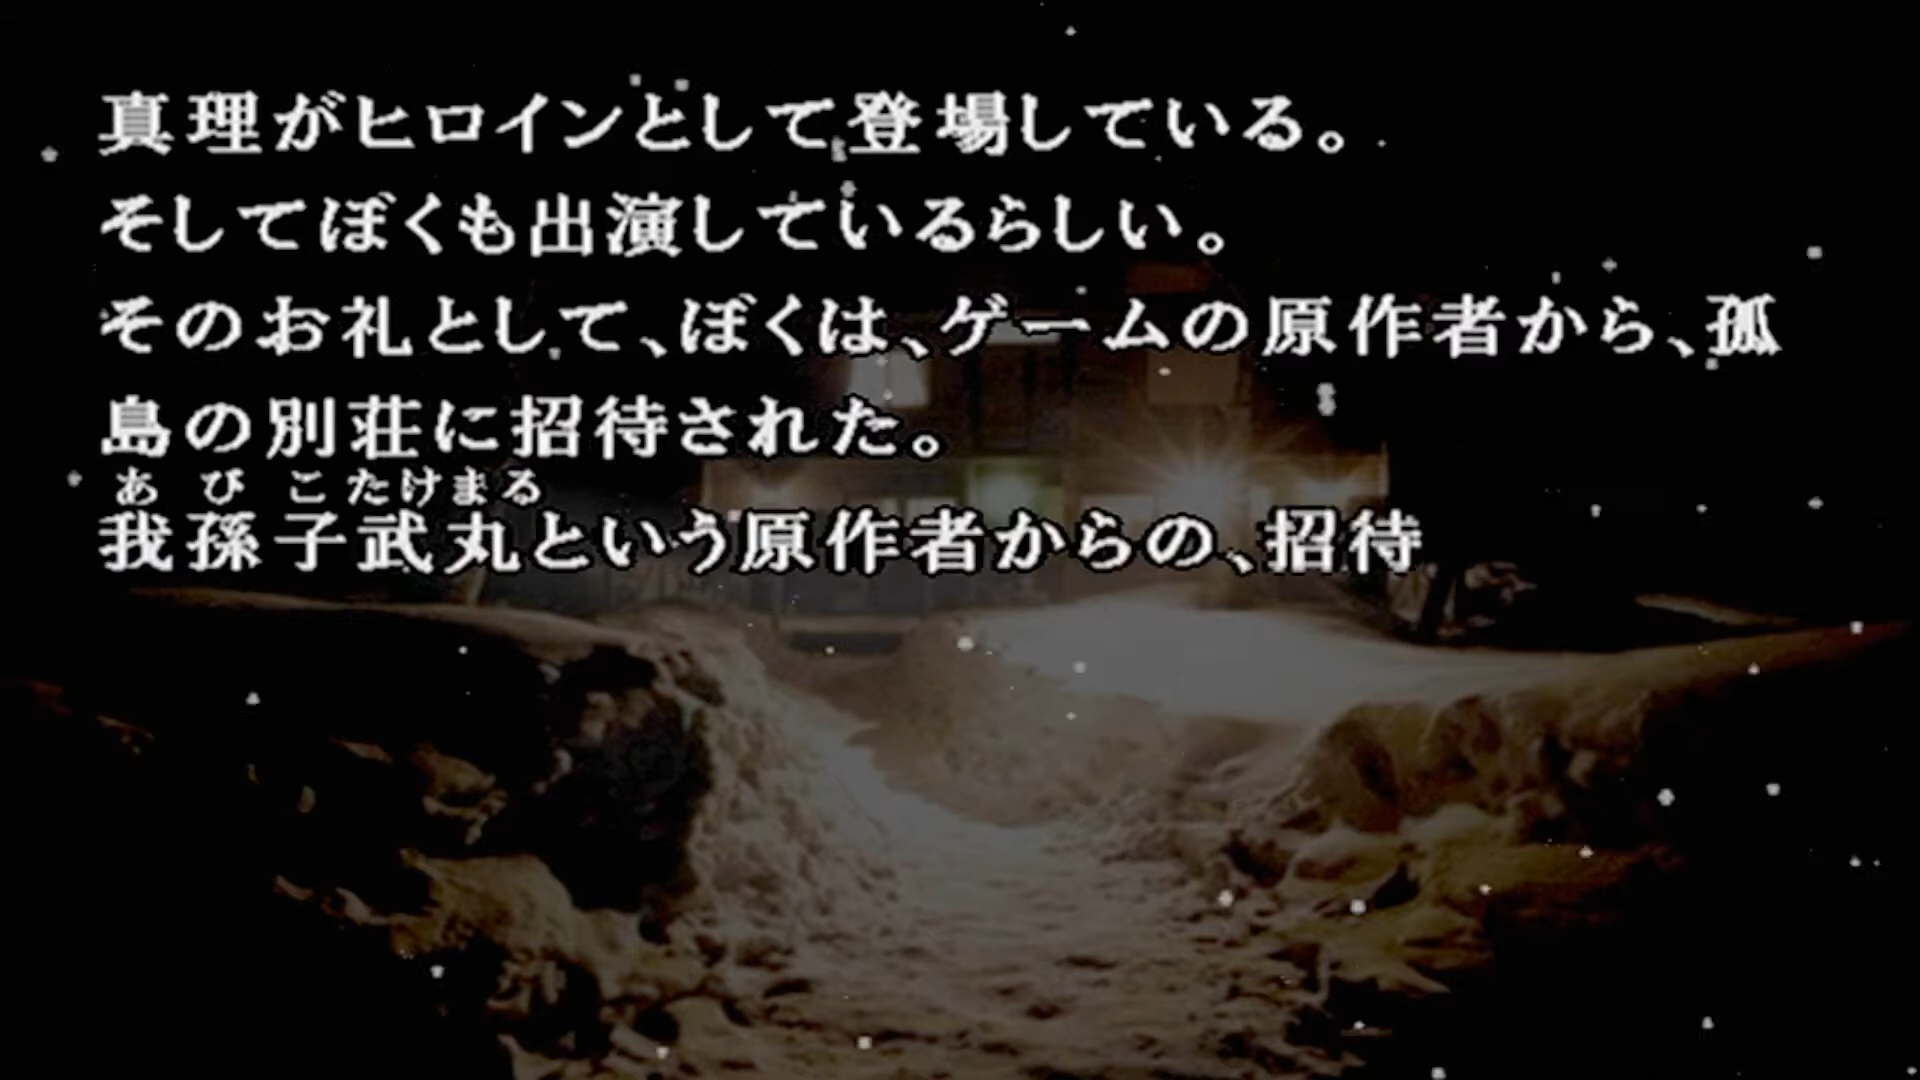 真理がヒロインとして登場している。
そしてぼくも出演しているらしい。
そのお礼として、ぼくは、ゲームの原作者から、孤
島の別荘に招待された。
あびこたけまる
我孫子武丸という原作者からの、招待